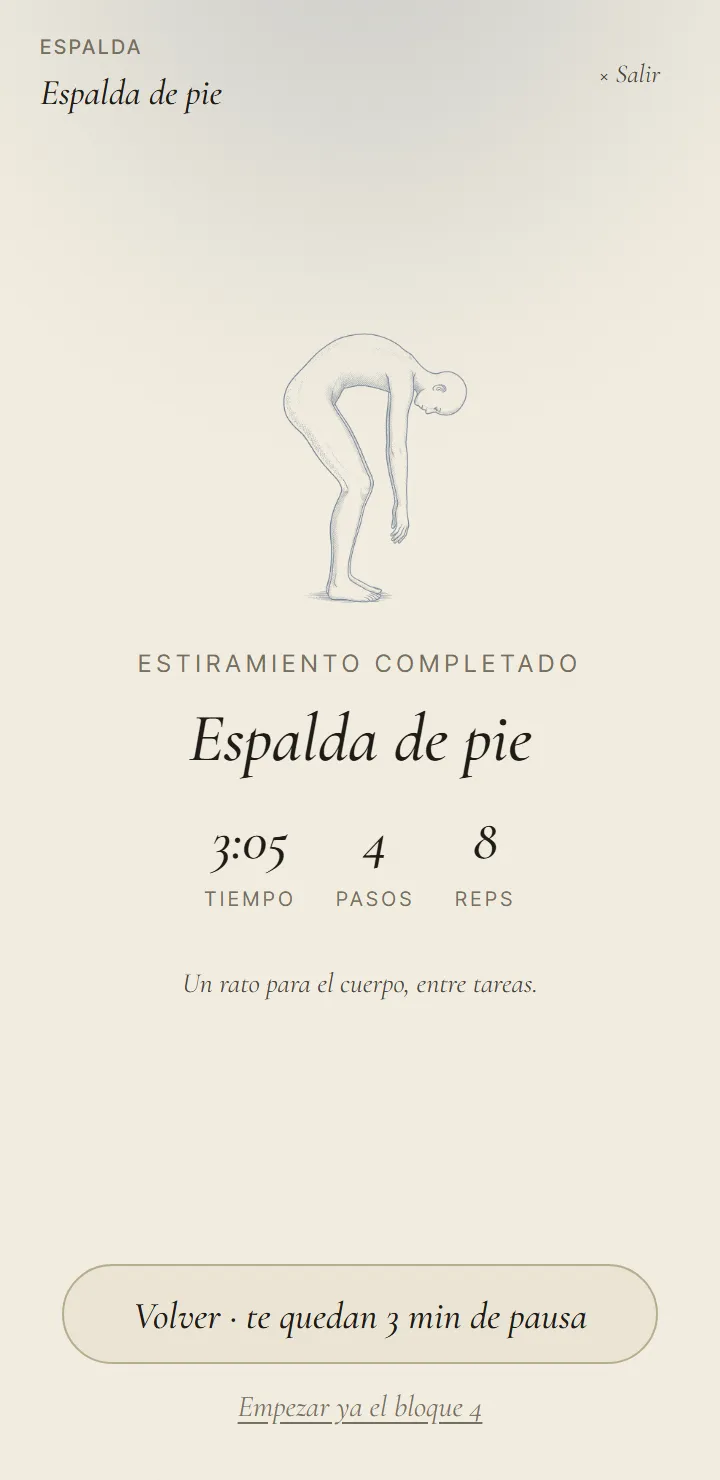 ESPALDA
Espalda de pie
× Salir
ESTIRAMIENTO COMPLETADO
Espalda de pie
3:05 4 8
TIEMPO PASOS REPS
Un rato para el cuerpo, entre tareas.
Volver · te quedan 3 min de pausa
Empezar ya el bloque 4